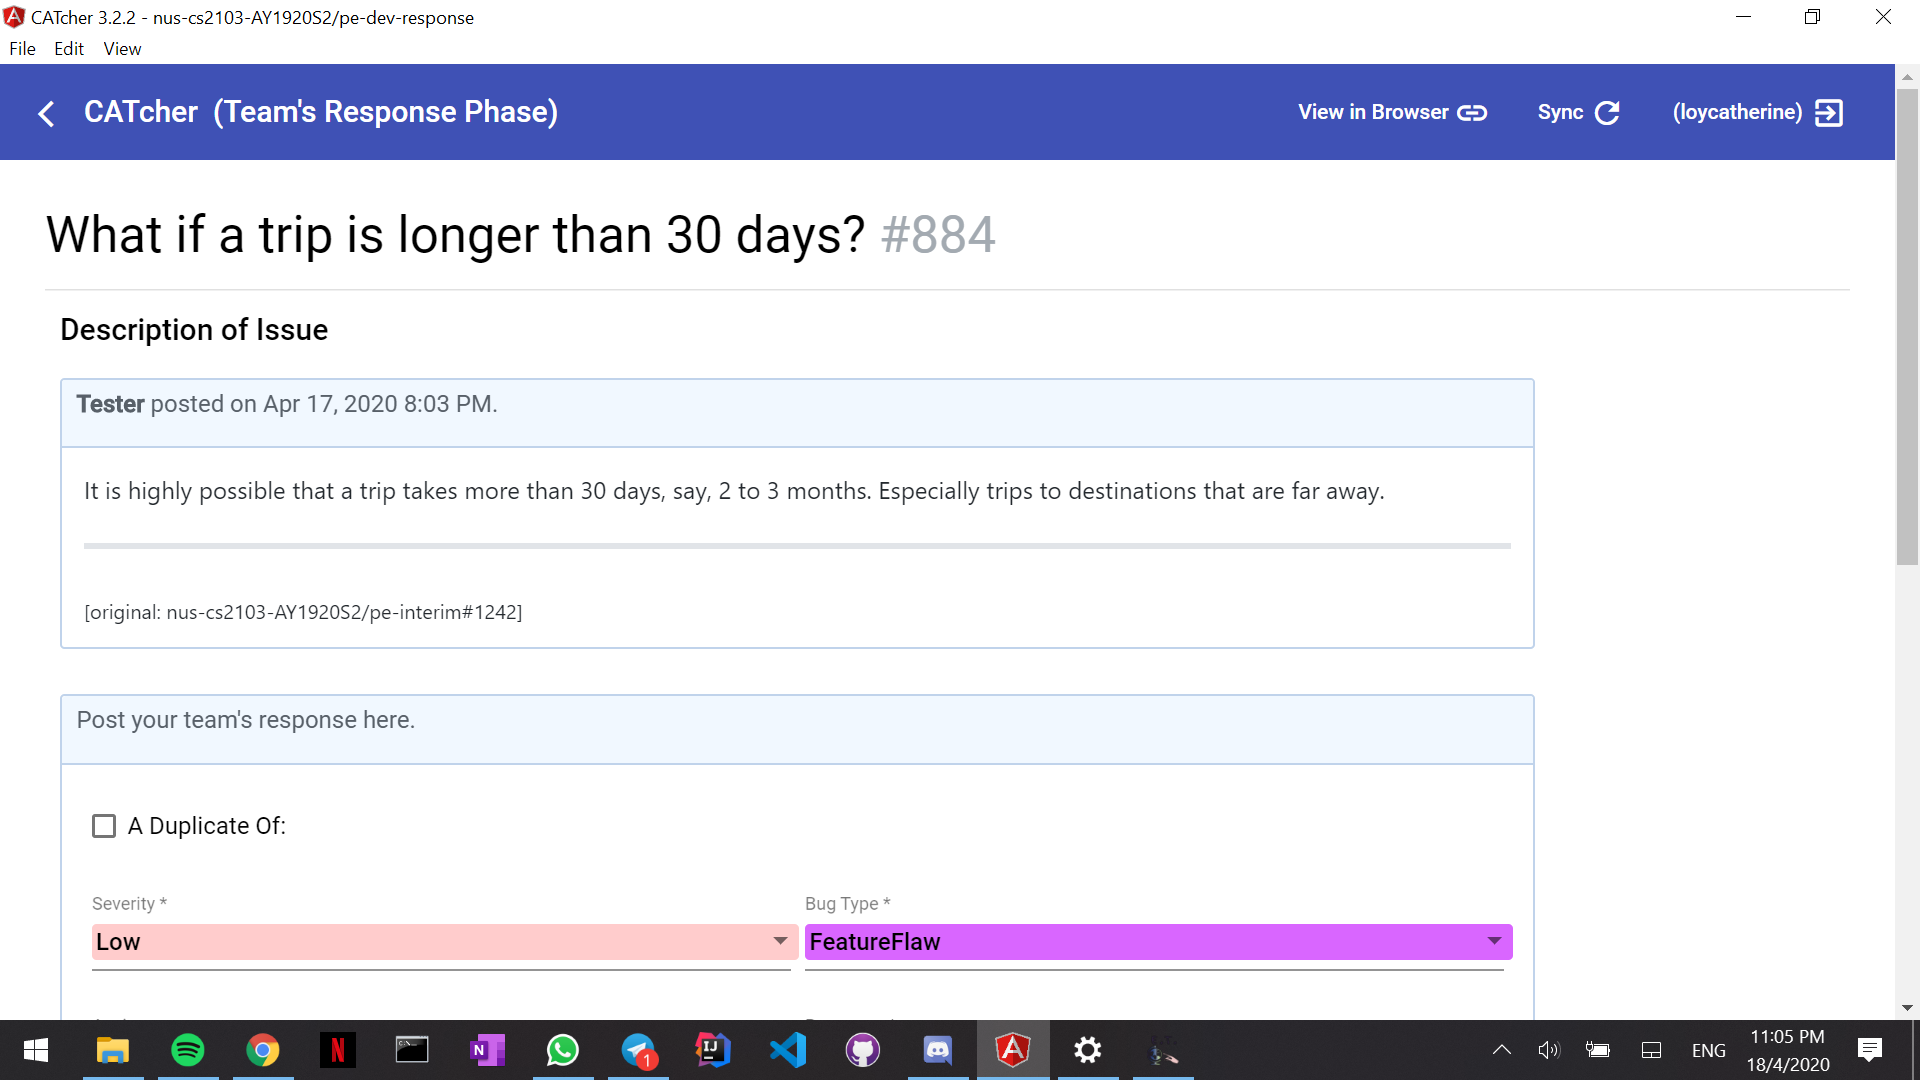 CATcher 3.2.2 - nus-cs2103-AY1920S2/pe-dev-response
File Edit View
CATcher (Team's Response Phase)
View in Browser
Sync
(loycatherine)
What if a trip is longer than 30 days? #884
Description of Issue
Tester posted on Apr 17, 2020 8:03 PM.
It is highly possible that a trip takes more than 30 days, say, 2 to 3 months. Especially trips to destinations that are far away.
[original: nus-cs2103-AY1920S2/pe-interim#1242]
Post your team's response here.
A Duplicate Of:
Severity *
Bug Type *
Low
FeatureFlaw
N
N
1
IJ
ENG
11:05 PM
18/4/2020